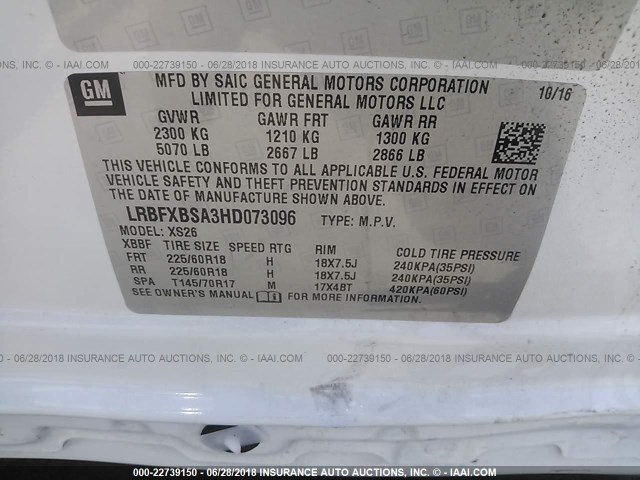 000-22739150 - 06/28/2018 INSURANCE AUTO AUCTIONS, INC. © - IAAI.COM
GM
MFD BY SAIC GENERAL MOTORS CORPORATION
LIMITED FOR GENERAL MOTORS LLC
10/16
GVWR GAWR FRT GAWR RR
2300 KG 1210 KG 1300 KG
5070 LB 2667 LB 2866 LB
THIS VEHICLE CONFORMS TO ALL APPLICABLE U.S. FEDERAL MOTOR
VEHICLE SAFETY AND THEFT PREVENTION STANDARDS IN EFFECT ON
THE DATE OF MANUFACTURE SHOWN ABOVE.
LRBFXBSA3HD073096 TYPE: M.P.V.
MODEL: XS26
XBBF TIRE SIZE SPEED RTG RIM COLD TIRE PRESSURE
FRT 225/60R18 H 18X7.5J 240KPA(35PSI)
RR 225/60R18 H 18X7.5J 240KPA(35PSI)
SPA T145/70R17 M 17X4BT 420KPA(60PSI)
SEE OWNER'S MANUAL FOR MORE INFORMATION.
000-22739150 - 06/28/2018 INSURANCE AUTO AUCTIONS, INC. © - IAAI.COM
000-22739150 - 06/28/2018 INSURANCE AUTO AUCTIONS, INC. © - IAAI.COM